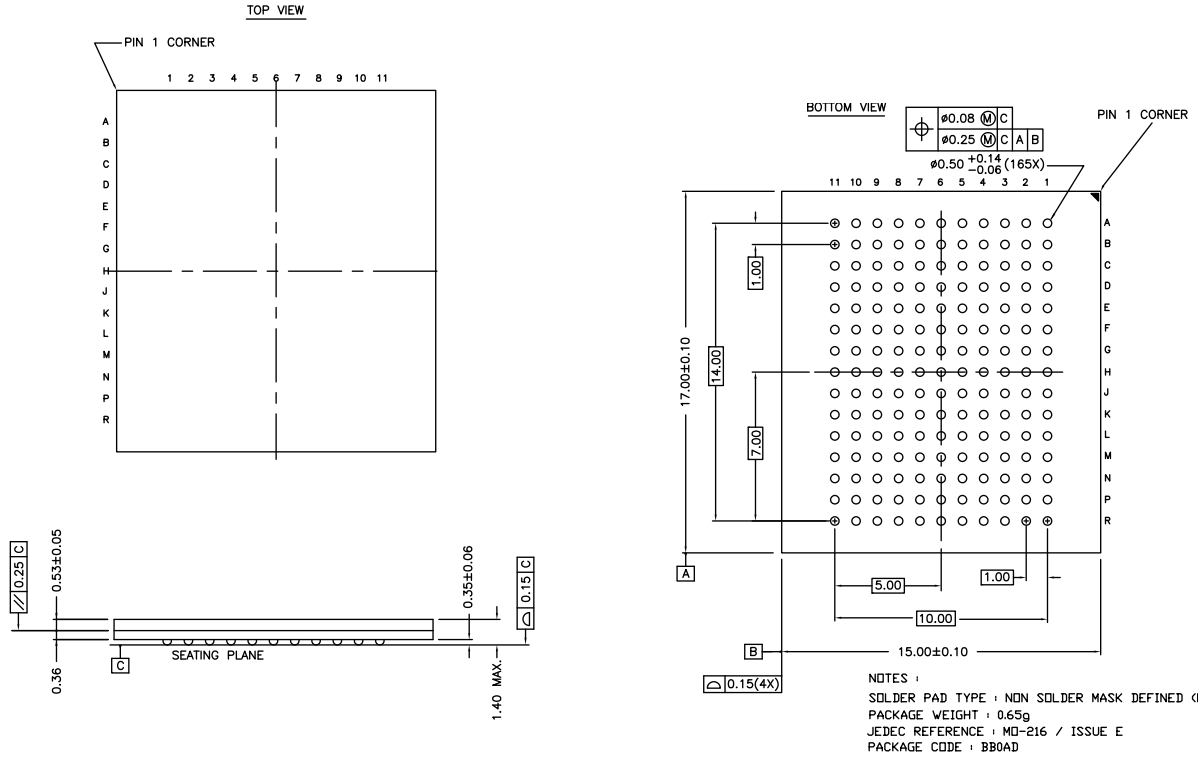 TOP VIEW
PIN 1 CORNER
1 2 3 4 5 6 7 8 9 10 11
A
B
C
D
E
F
G
H
J
K
L
M
N
P
R
BOTTOM VIEW
⌀0.08 Ⓜ C
⌀0.25 Ⓜ C A B
PIN 1 CORNER
⌀0.50 +0.14 -0.06 (165X)
11 10 9 8 7 6 5 4 3 2 1
A
B
C
D
E
F
G
H
J
K
L
M
N
P
R
1.00
14.00
17.00±0.10
7.00
A
5.00
1.00
10.00
B
15.00±0.10
0.15(4X)
// 0.25 C
0.53±0.05
0.36
C
SEATING PLANE
0.35±0.06
0.15 C
1.40 MAX.
NOTES :
SOLDER PAD TYPE : NON SOLDER MASK DEFINED (
PACKAGE WEIGHT : 0.65g
JEDEC REFERENCE : MO-216 / ISSUE E
PACKAGE CODE : BB0AD